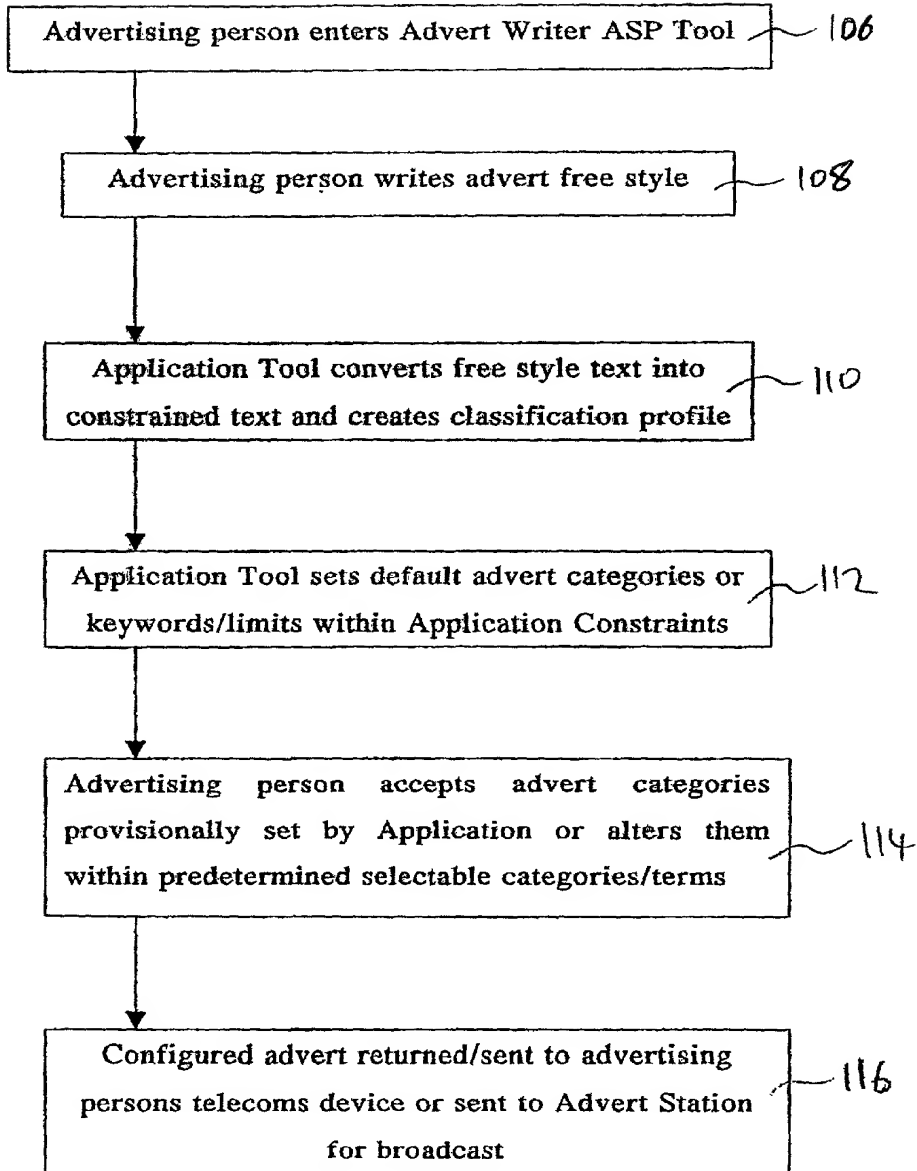 Advertising person enters Advert Writer ASP Tool 106
Advertising person writes advert free style 108
Application Tool converts free style text into
constrained text and creates classification profile
110
Application Tool sets default advert categories or
keywords/limits within Application Constraints
112
Advertising person accepts advert categories
provisionally set by Application or alters them
within predetermined selectable categories/terms
114
Configured advert returned/sent to advertising
persons telecoms device or sent to Advert Station
for broadcast
116